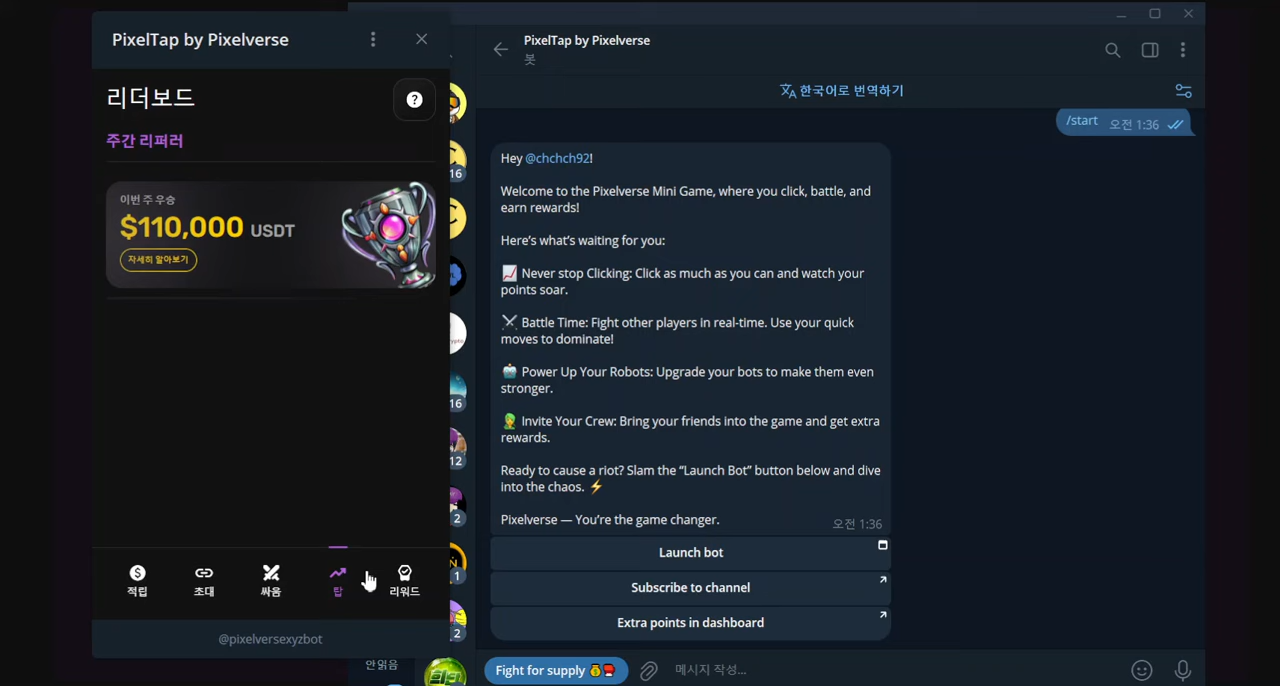 PixelTap by Pixelverse
리더보드
주간 리퍼러
이번 주 우승
$110,000 USDT
자세히 알아보기
적립
초대
싸움
탑
리워드
@pixelversexyzbot
16
16
12
2
1
2
안읽음
PixelTap by Pixelverse
봇
한국어로 번역하기
/start 오전 1:36
Hey @chchch92!
Welcome to the Pixelverse Mini Game, where you click, battle, and
earn rewards!
Here’s what’s waiting for you:
📈 Never stop Clicking: Click as much as you can and watch your
points soar.
⚔ Battle Time: Fight other players in real-time. Use your quick
moves to dominate!
🤖 Power Up Your Robots: Upgrade your bots to make them even
stronger.
Invite Your Crew: Bring your friends into the game and get extra
rewards.
Ready to cause a riot? Slam the “Launch Bot” button below and dive
into the chaos. ⚡
Pixelverse — You’re the game changer.
오전 1:36
Launch bot
Subscribe to channel
Extra points in dashboard
Fight for supply 💰🥊
메시지 작성...